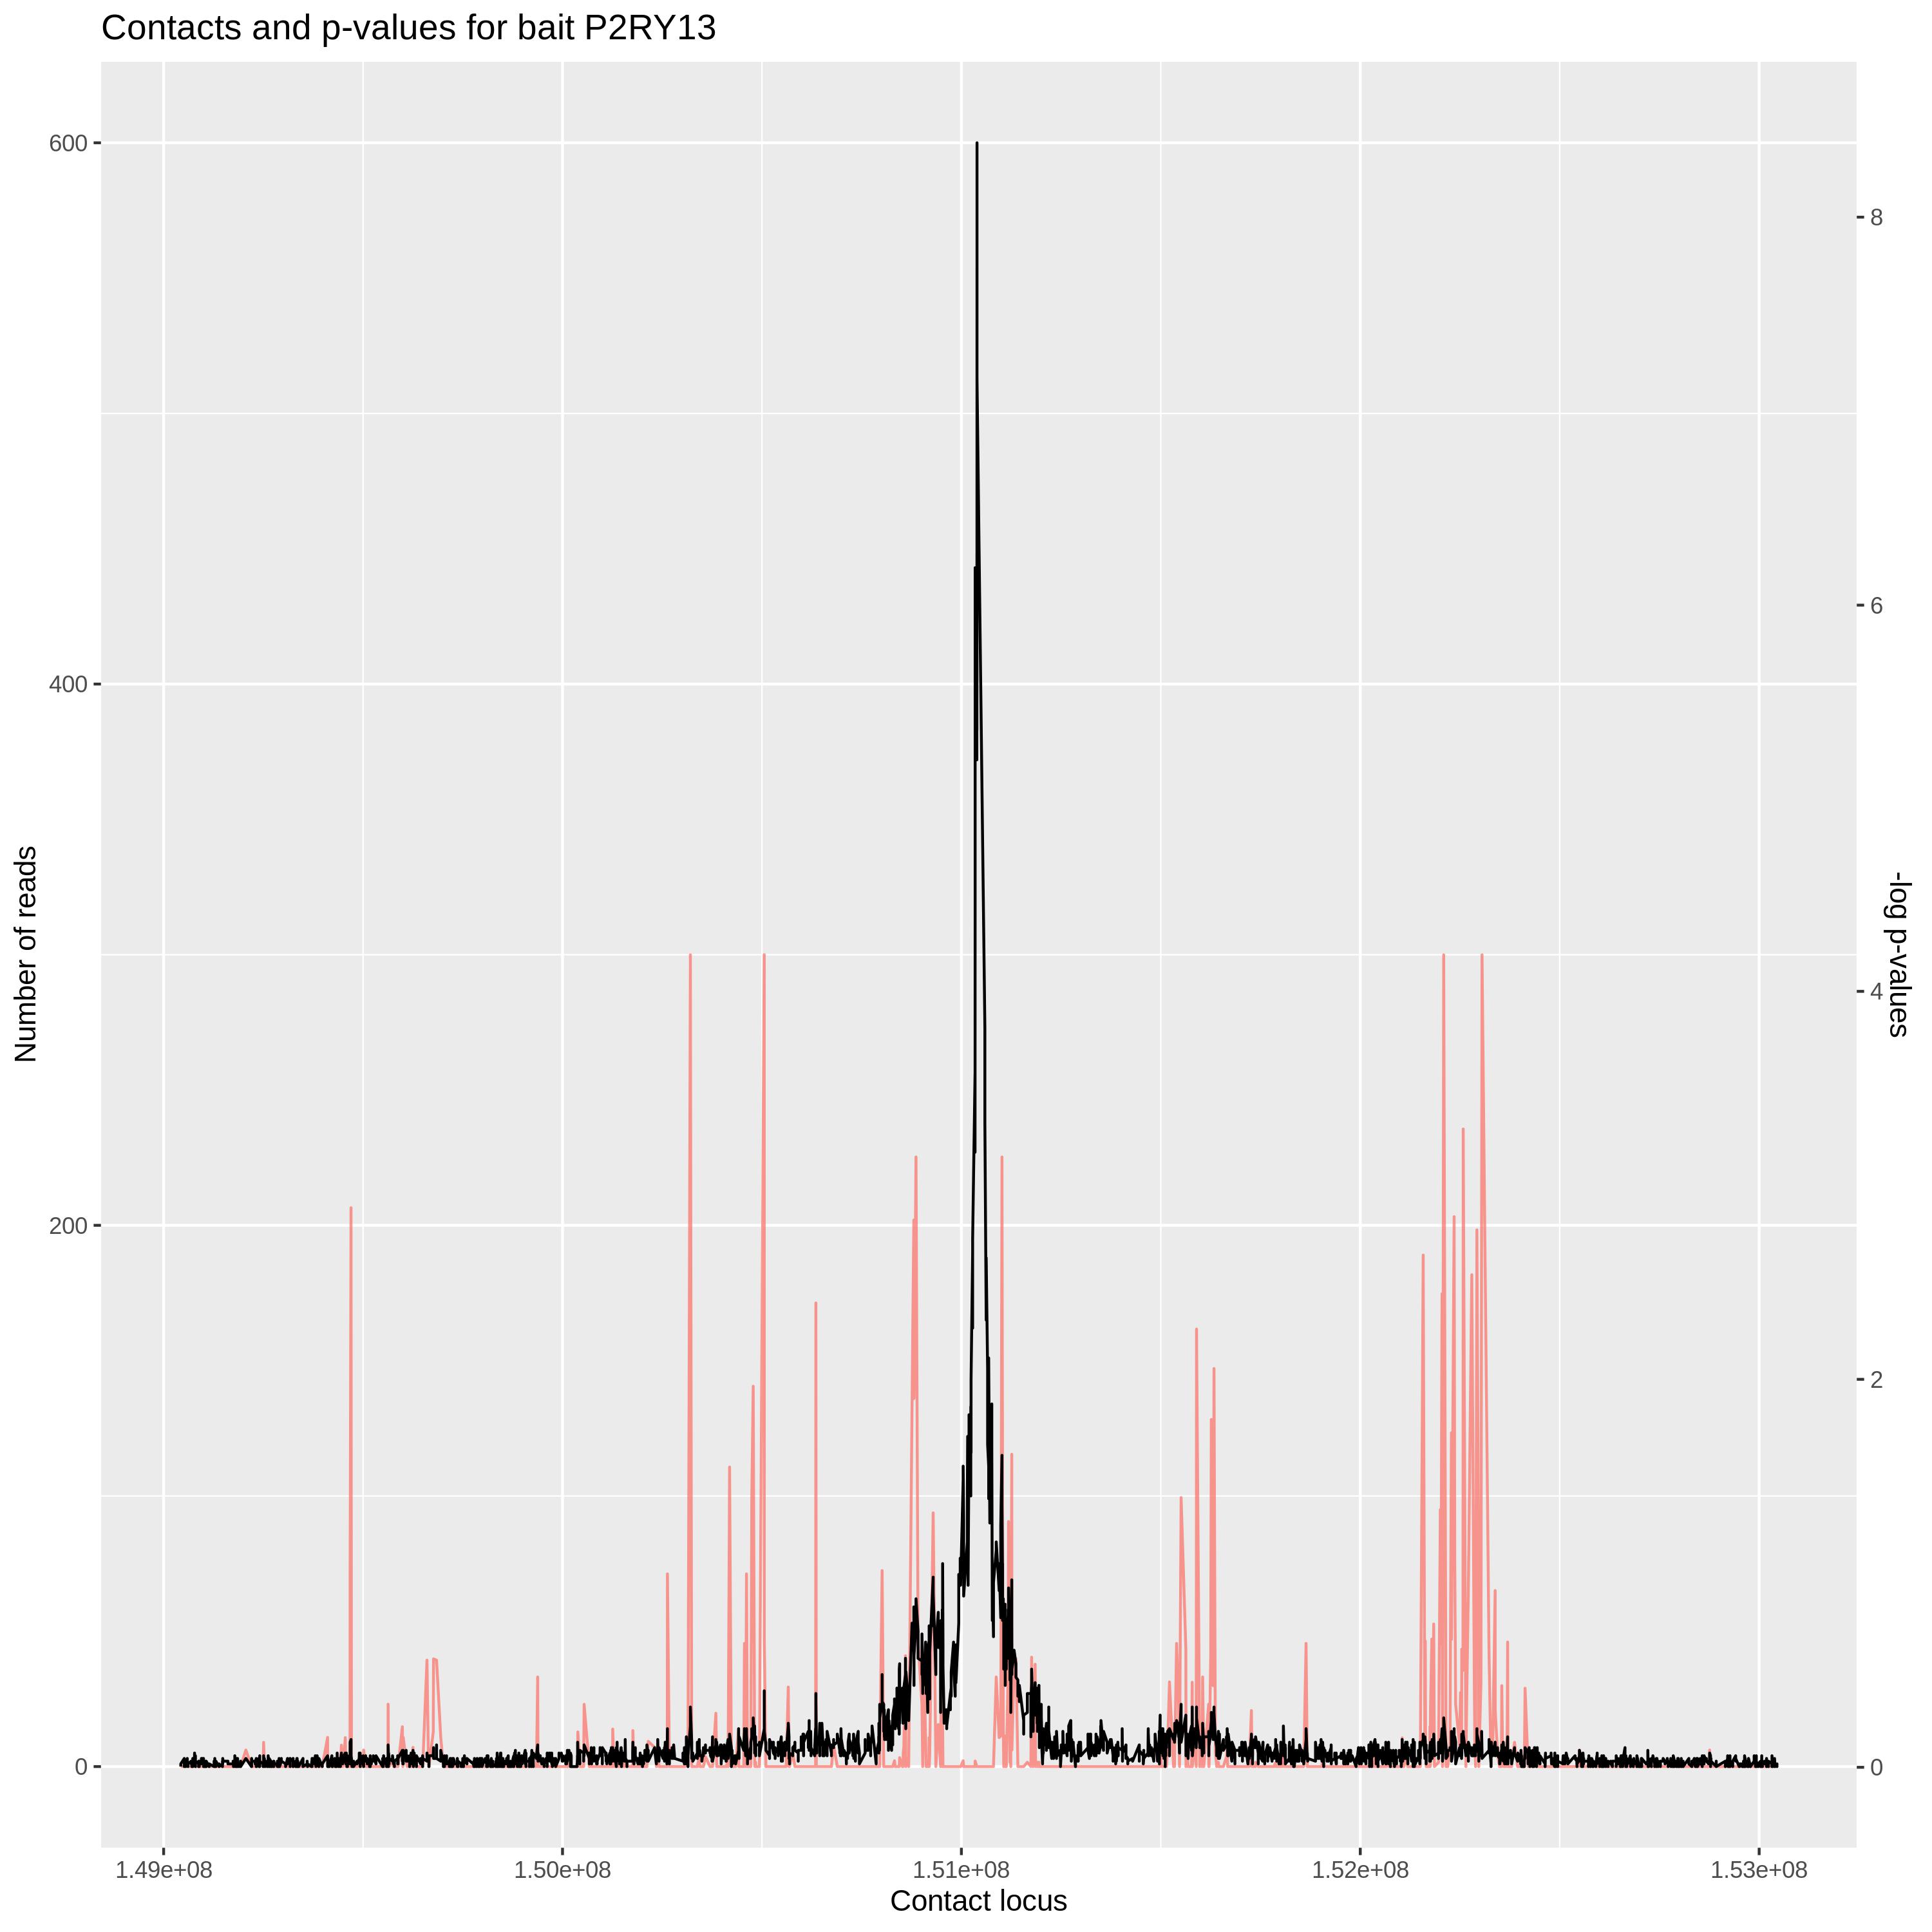 Contacts and p-values for bait P2RY13
600
400
200
0
8
6
4
2
0
Number of reads
-log p-values
1.49e+08 1.50e+08 1.51e+08 1.52e+08 1.53e+08
Contact locus